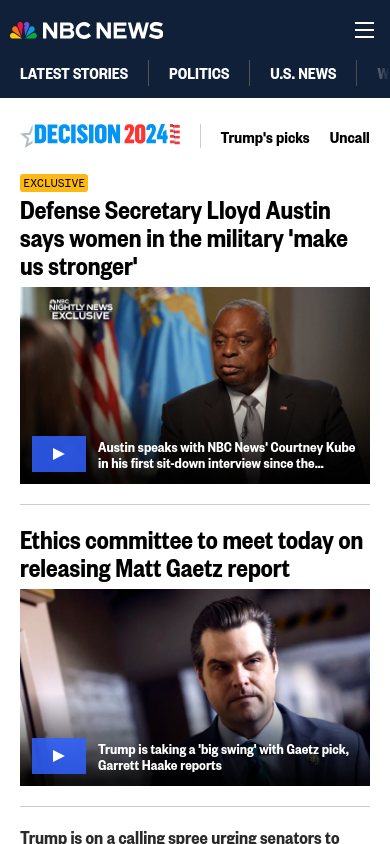 NBC NEWS
LATEST STORIES
POLITICS
U.S. NEWS
DECISION 2024
Trump's picks
Uncall
EXCLUSIVE
Defense Secretary Lloyd Austin
says women in the military 'make
us stronger'
NBC
NIGHTLY NEWS
EXCLUSIVE
Austin speaks with NBC News' Courtney Kube
in his first sit-down interview since the...
Ethics committee to meet today on
releasing Matt Gaetz report
Trump is taking a 'big swing' with Gaetz pick,
Garrett Haake reports
Trump is on a calling spree urging senators to